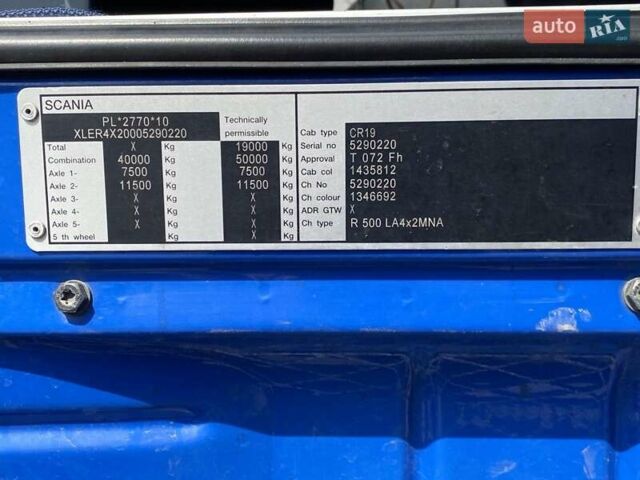 auto RIA .com
SCANIA
PL*2770*10
XLER4X20005290220
Technically permissible
Total X Kg 19000 Kg
Combination 40000 Kg 50000 Kg
Axle 1- 7500 Kg 7500 Kg
Axle 2- 11500 Kg 11500 Kg
Axle 3- X Kg X Kg
Axle 4- X Kg X Kg
Axle 5- X Kg X Kg
5 th wheel Kg Kg
Cab type CR19
Serial no 5290220
Approval T 072 Fh
Cab col 1435812
Ch No 5290220
Ch colour 1346692
ADR GTW X
Ch type R 500 LA4x2MNA